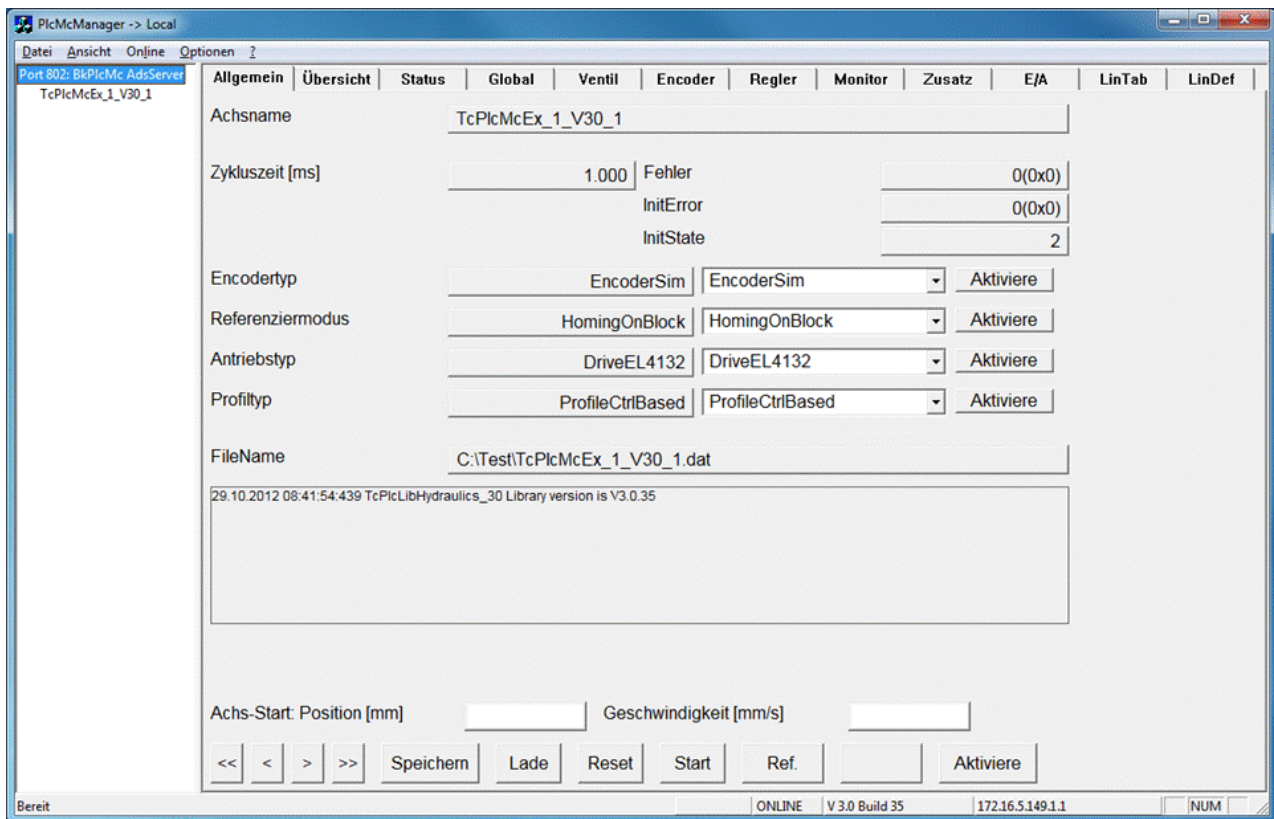 PlcMcManager -> Local
Datei Ansicht Online Optionen ?
Port 802: BkPlcMc AdsServer
TcPlcMcEx_1_V30_1
Allgemein Übersicht Status Global Ventil Encoder Regler Monitor Zusatz E/A LinTab LinDef
Achsname TcPlcMcEx_1_V30_1
Zykluszeit [ms] 1.000 Fehler 0(0x0)
InitError 0(0x0)
InitState 2
Encodertyp EncoderSim EncoderSim Aktiviere
Referenziermodus HomingOnBlock HomingOnBlock Aktiviere
Antriebstyp DriveEL4132 DriveEL4132 Aktiviere
Profiltyp ProfileCtrlBased ProfileCtrlBased Aktiviere
FileName C:\Test\TcPlcMcEx_1_V30_1.dat
29.10.2012 08:41:54:439 TcPlcLibHydraulics_30 Library version is V3.0.35
Achs-Start: Position [mm] Geschwindigkeit [mm/s]
<< < > >> Speichern Lade Reset Start Ref. Aktiviere
Bereit ONLINE V 3.0 Build 35 172.16.5.149.1.1 NUM